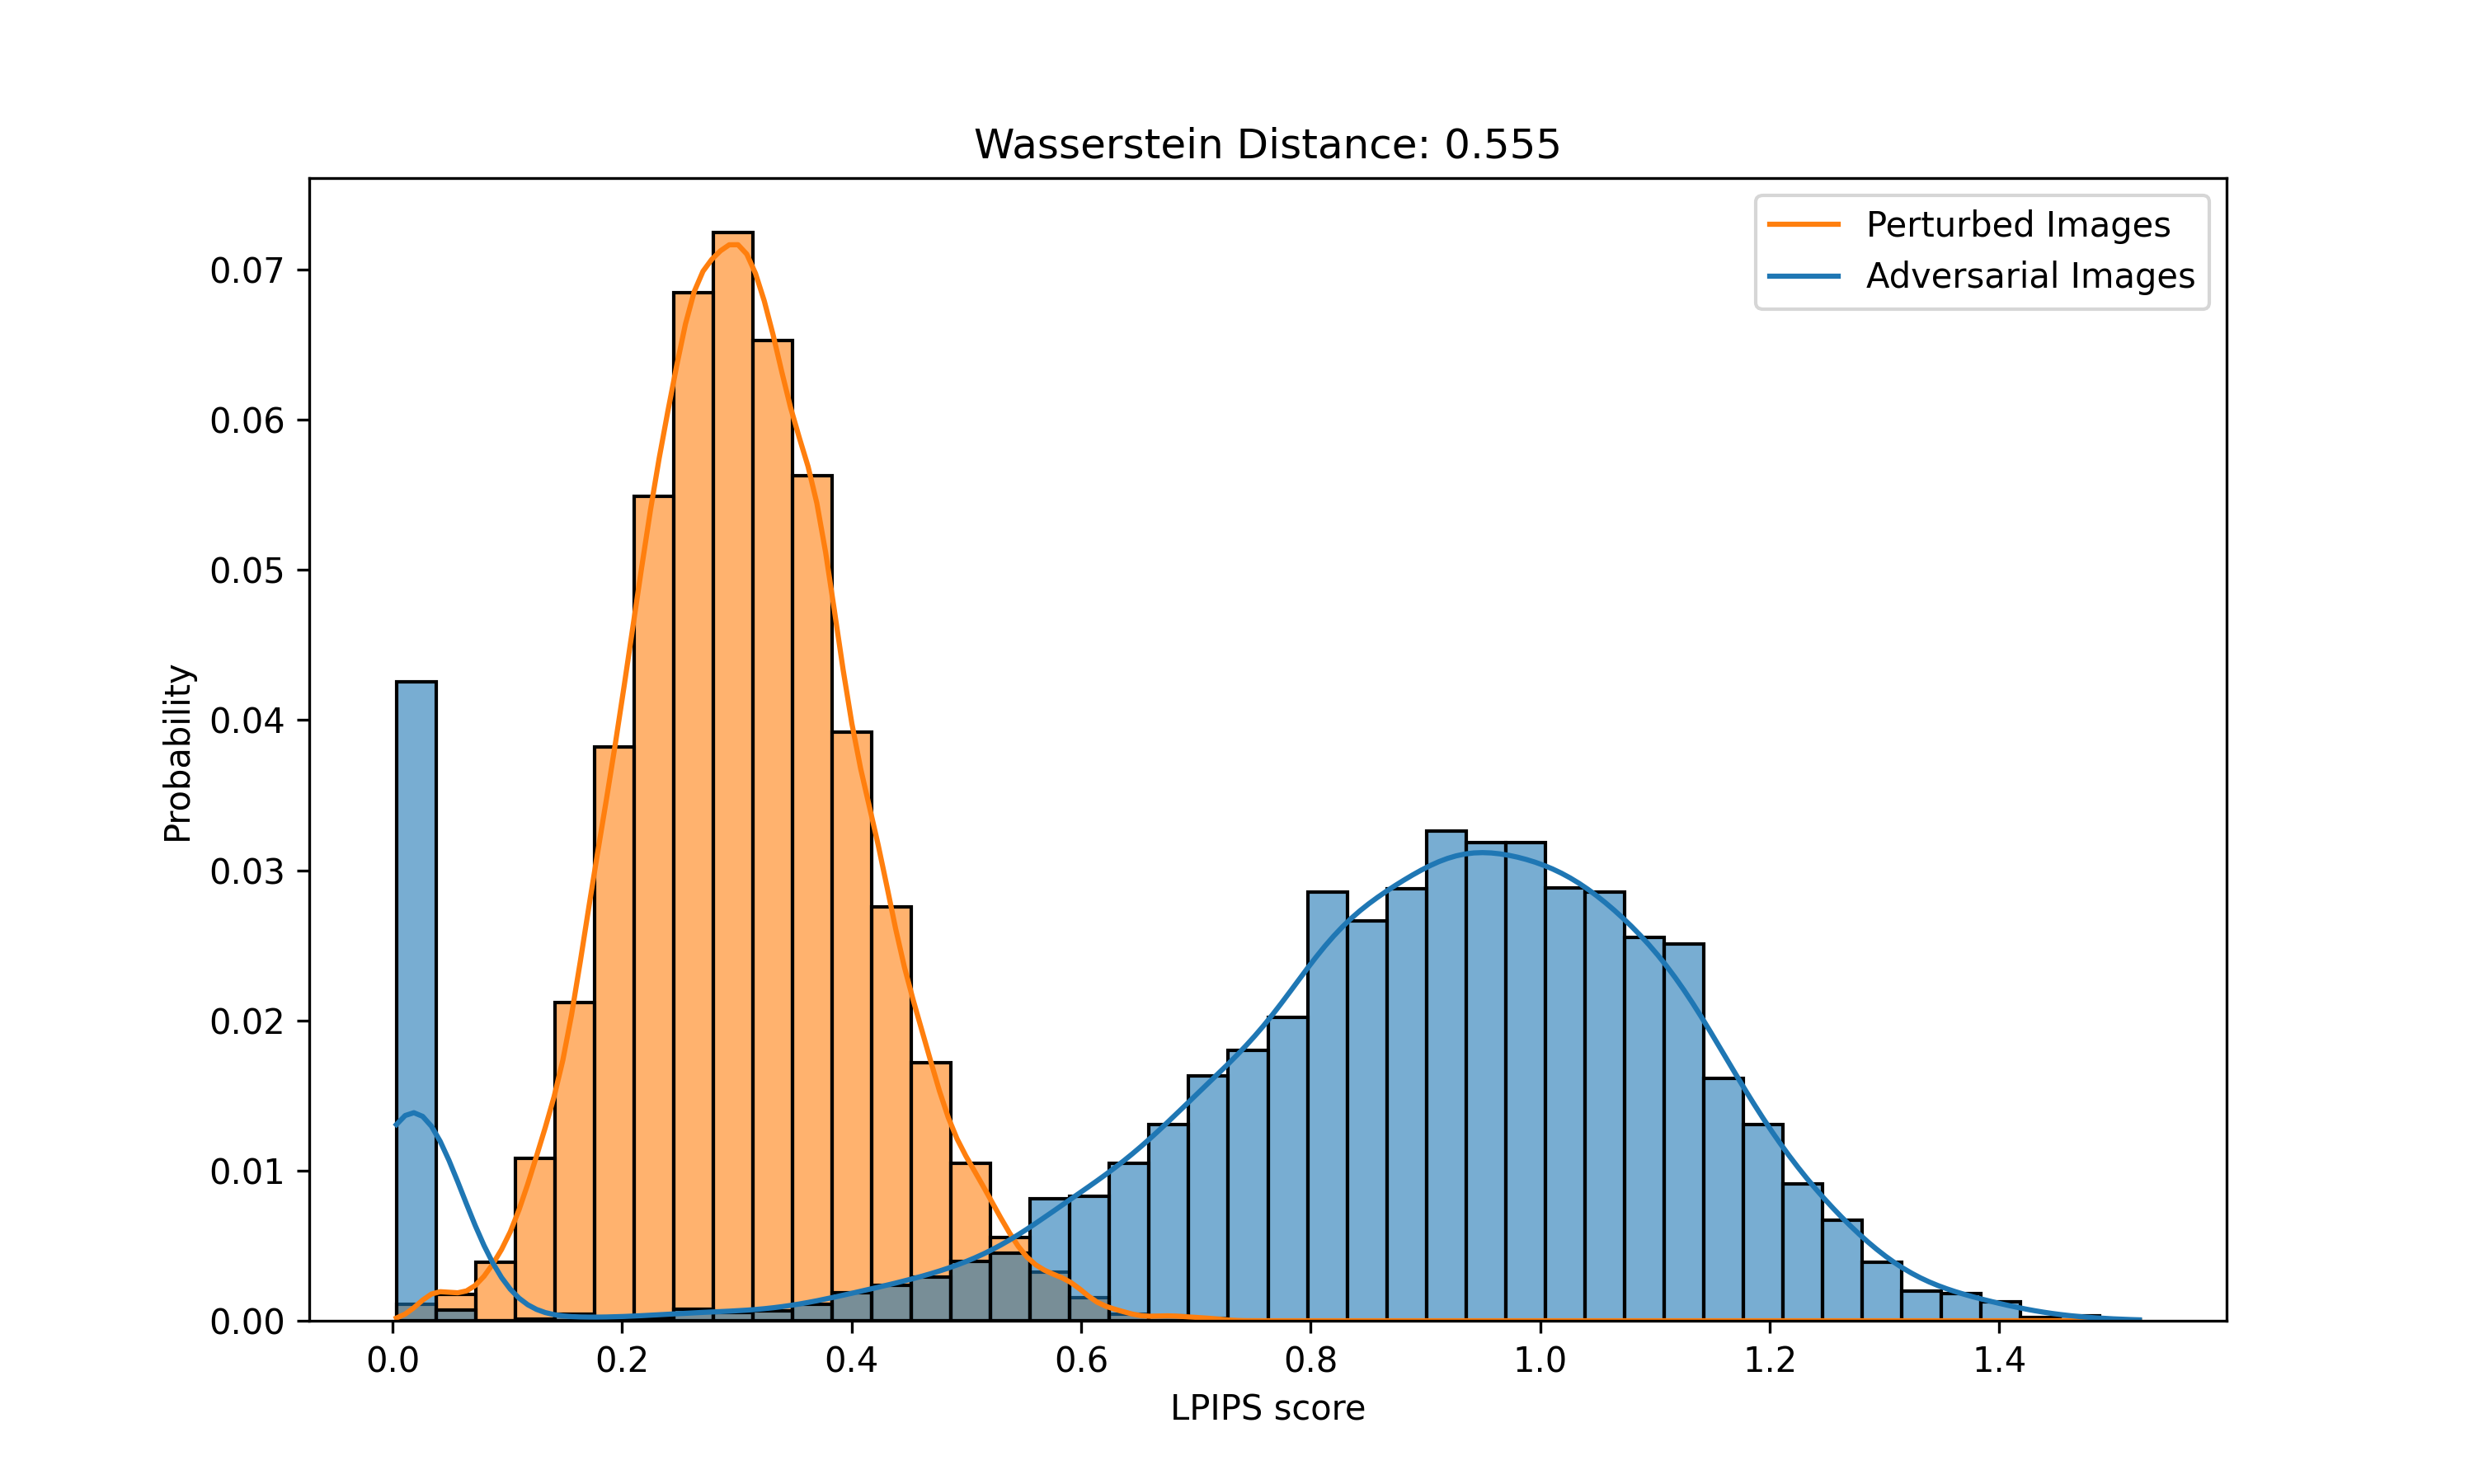 Wasserstein Distance: 0.555
Perturbed Images
Adversarial Images
Probability
0.07
0.06
0.05
0.04
0.03
0.02
0.01
0.00
0.0 0.2 0.4 0.6 0.8 1.0 1.2 1.4
LPIPS score